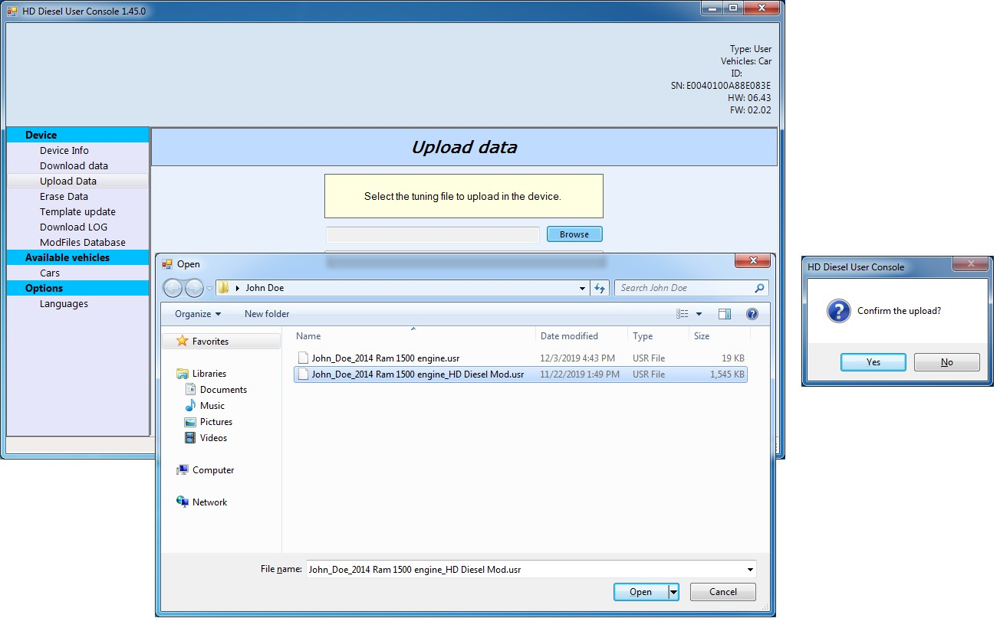 HD Diesel User Console 1.45.0
Type: User
Vehicles: Car
ID:
SN: E0040100A88E083E
HW: 06.43
FW: 02.02
Device
Device Info
Download data
Upload Data
Erase Data
Template update
Download LOG
ModFiles Database
Available vehicles
Cars
Options
Languages
Upload data
Select the tuning file to upload in the device.
Browse
Open
John Doe
Search John Doe
Organize
New folder
Favorites
Libraries
Documents
Music
Pictures
Videos
Computer
Network
Name Date modified Type Size
John_Doe_2014 Ram 1500 engine.usr 12/3/2019 4:43 PM USR File 19 KB
John_Doe_2014 Ram 1500 engine_HD Diesel Mod.usr 11/22/2019 1:49 PM USR File 1,545 KB
File name: John_Doe_2014 Ram 1500 engine_HD Diesel Mod.usr
Open Cancel
HD Diesel User Console
Confirm the upload?
Yes No